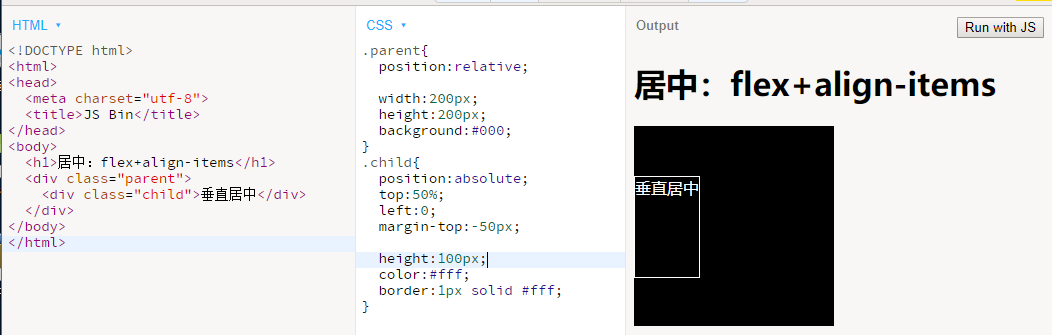 HTML
<!DOCTYPE html>
<html>
<head>
<meta charset="utf-8">
<title>JS Bin</title>
</head>
<body>
<h1>居中：flex+align-items</h1>
<div class="parent">
<div class="child">垂直居中</div>
</div>
</body>
</html>
CSS
.parent{
position:relative;
width:200px;
height:200px;
background:#000;
}
.child{
position:absolute;
top:50%;
left:0;
margin-top:-50px;
height:100px;
color:#fff;
border:1px solid #fff;
}
Output
Run with JS
居中：flex+align-items
垂直居中